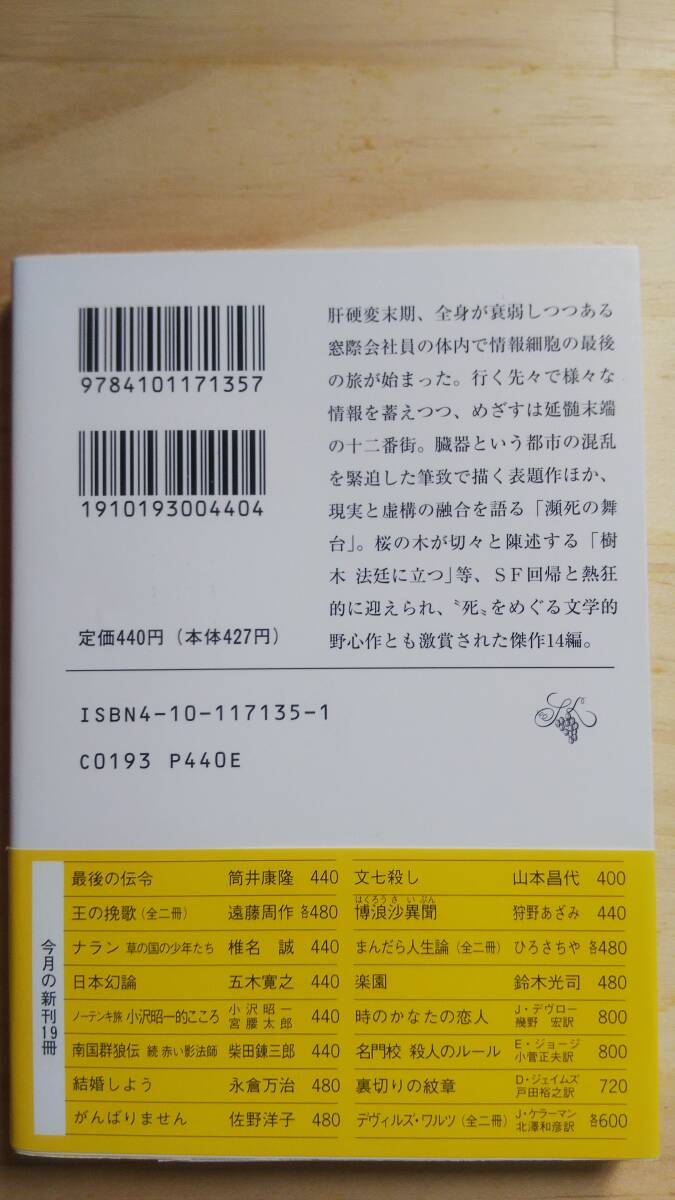 9784101171357
1910193004404
定価440円(本体427円)
肝硬変末期、全身が衰弱しつつある
窓際会社員の体内で情報細胞の最後
の旅が始まった。行く先々で様々な
情報を蓄えつつ、めざすは延髄末端
の十二番街。臓器という都市の混乱
を緊迫した筆致で描く表題作ほか、
現実と虚構の融合を語る「瀕死の舞
台」。桜の木が切々と陳述する「樹
木 法廷に立つ」等、SF回帰と熱狂
的に迎えられ、〝死〟をめぐる文学的
野心作とも激賞された傑作14編。
ISBN4-10-117135-1
C0193 P440E
今月の新刊19冊
最後の伝令 筒井康隆 440
王の挽歌(全二冊) 遠藤周作 各480
ナラン 草の国の少年たち 椎名 誠 440
日本幻論 五木寛之 440
ノーテンキ旅 小沢昭一的こころ 小沢昭一 宮腰太郎 440
南国群狼伝 続 赤い影法師 柴田錬三郎 440
結婚しよう 永倉万治 480
がんばりません 佐野洋子 480
文七殺し 山本昌代 400
はくろうさ いぶん
博浪沙異聞 狩野あざみ 440
まんだら人生論(全二冊) ひろさちや 各480
楽園 鈴木光司 480
時のかなたの恋人 J・デヴロー 幾野 宏訳 800
名門校 殺人のルール E・ジョージ 小菅正夫訳 800
裏切りの紋章 D・ジェイムズ 戸田裕之訳 720
デヴィルズ・ワルツ(全二冊) J・ケラーマン 北澤和彦訳 各600